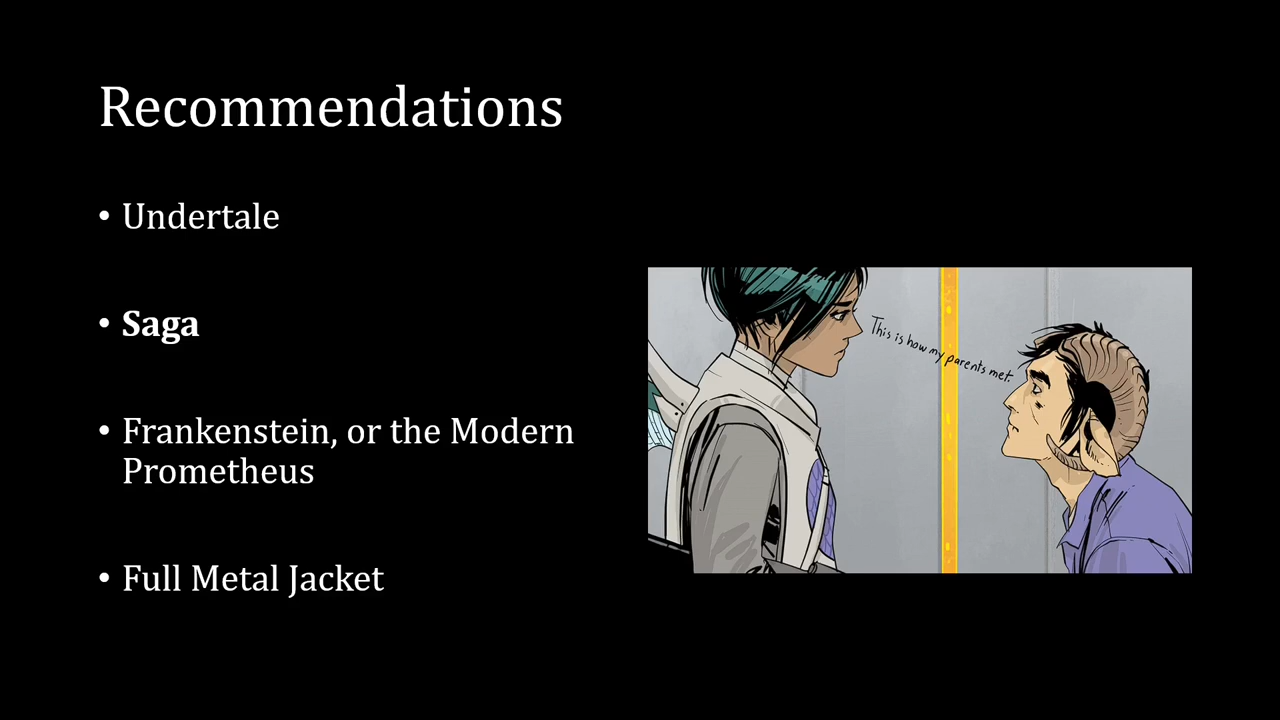 Recommendations
• Undertale
• Saga
• Frankenstein, or the Modern
Prometheus
• Full Metal Jacket
This is how my parents met.